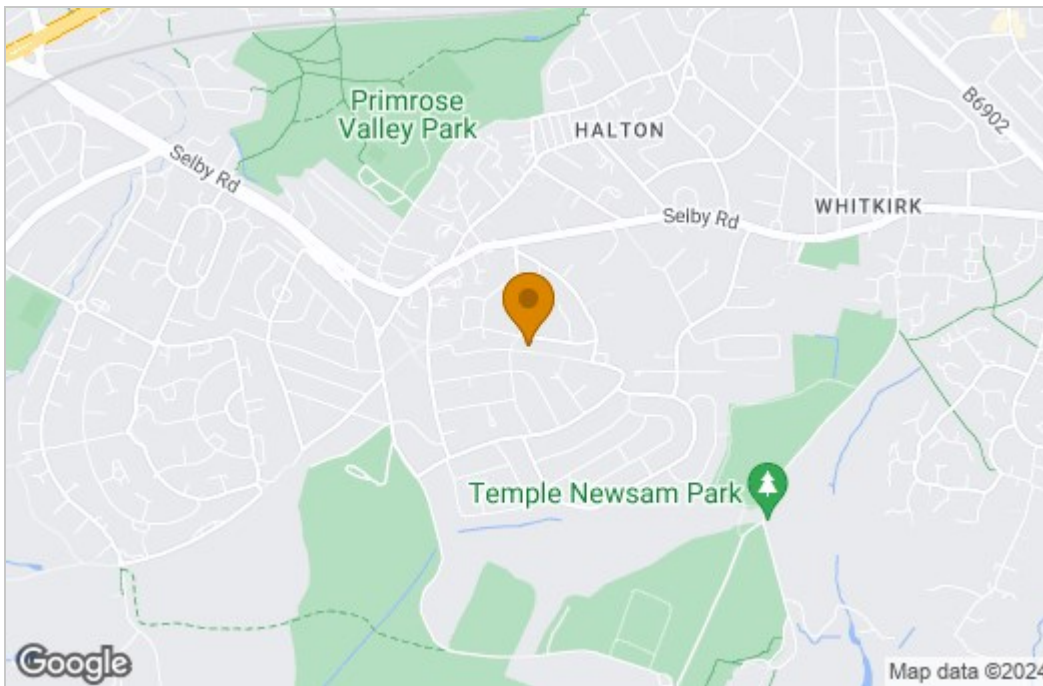 Primrose
Valley Park
HALTON
B6902
Selby Rd
Selby Rd
WHITKIRK
Temple Newsam Park
Google
Map data ©2024